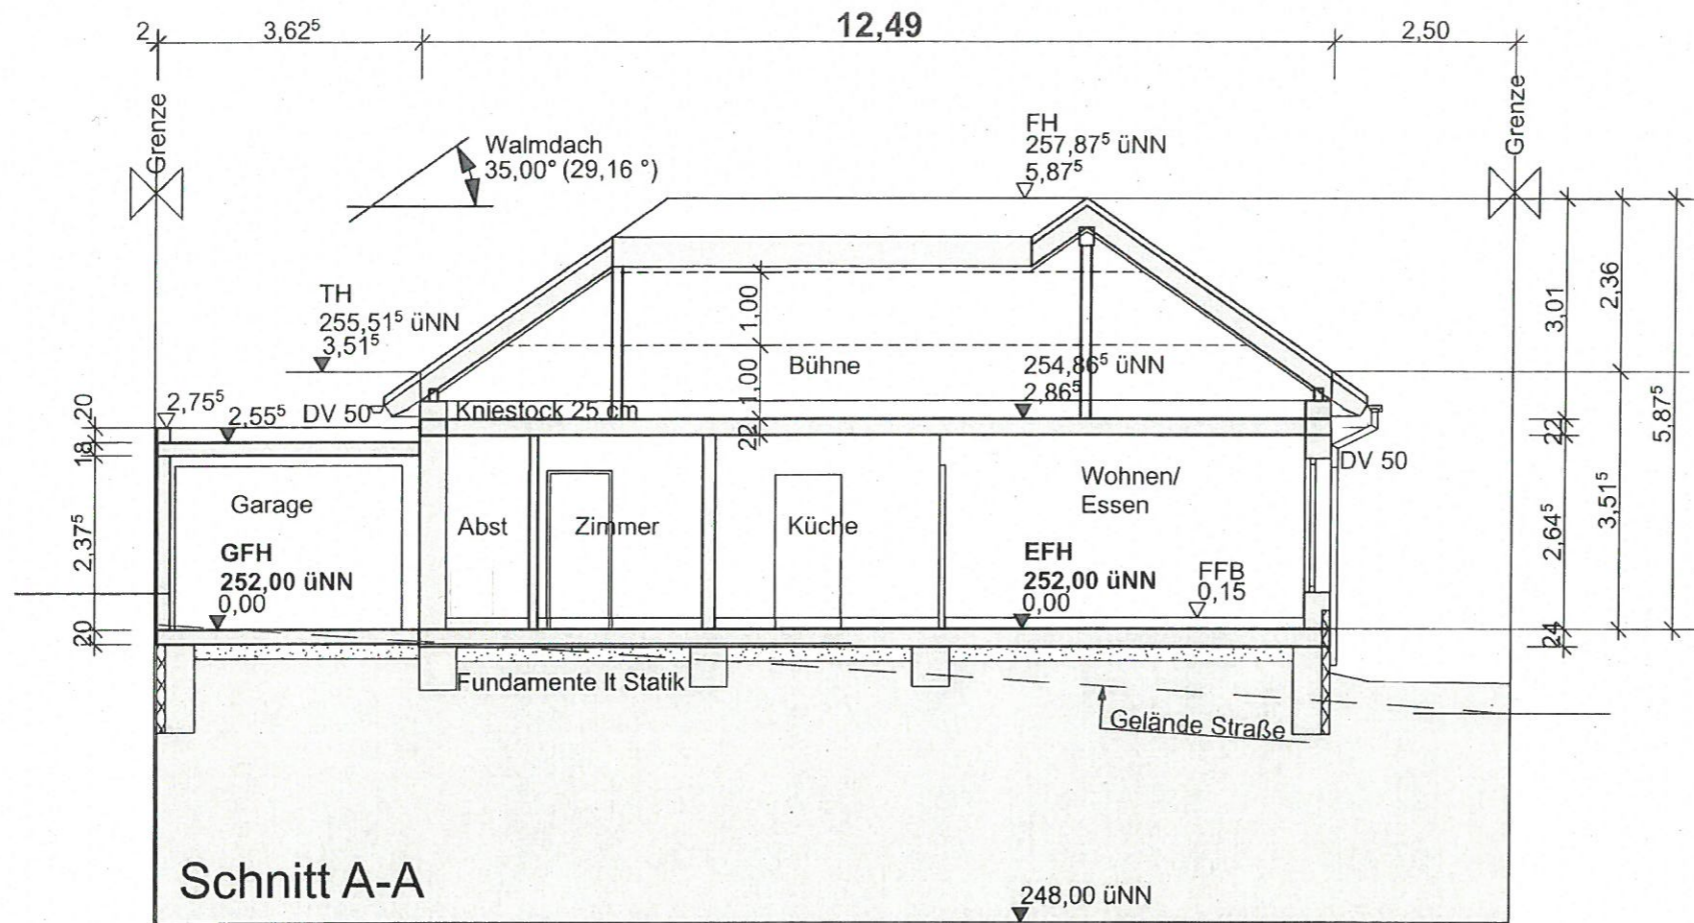 2
3,62⁵
12,49
2,50
Grenze
Grenze
Walmdach
35,00° (29,16 °)
FH
257,87⁵ üNN
5,87⁵
TH
255,51⁵ üNN
3,51⁵
1,00
1,00
22
Bühne
254,86⁵ üNN
2,86⁵
3,01
2,36
5,87⁵
20
2,75⁵
2,55⁵
DV 50
Kniestock 25 cm
22
18
DV 50
Garage
Abst
Zimmer
Küche
Wohnen/
Essen
2,37⁵
GFH
252,00 üNN
0,00
EFH
252,00 üNN
0,00
FFB
0,15
2,64⁵
3,51⁵
20
24
Fundamente lt Statik
Gelände Straße
Schnitt A-A
248,00 üNN